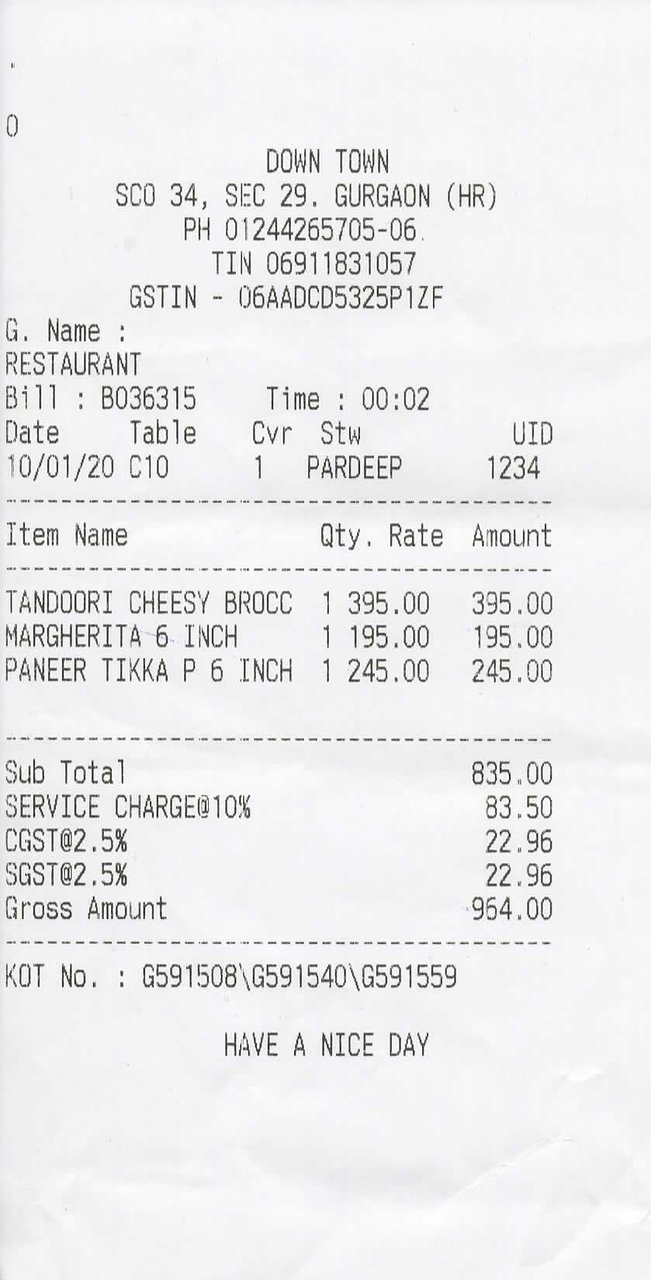 0
DOWN TOWN
SCO 34, SEC 29. GURGAON (HR)
PH 01244265705-06.
TIN 06911831057
GSTIN - 06AADCD5325P1ZF
G. Name :
RESTAURANT
Bill : B036315 Time : 00:02
Date Table Cvr Stw UID
10/01/20 C10 1 PARDEEP 1234
Item Name Qty. Rate Amount
TANDOORI CHEESY BROCC 1 395.00 395.00
MARGHERITA 6 INCH 1 195.00 195.00
PANEER TIKKA P 6 INCH 1 245.00 245.00
Sub Total 835.00
SERVICE CHARGE@10% 83.50
CGST@2.5% 22.96
SGST@2.5% 22.96
Gross Amount 964.00
KOT No. : G591508\G591540\G591559
HAVE A NICE DAY